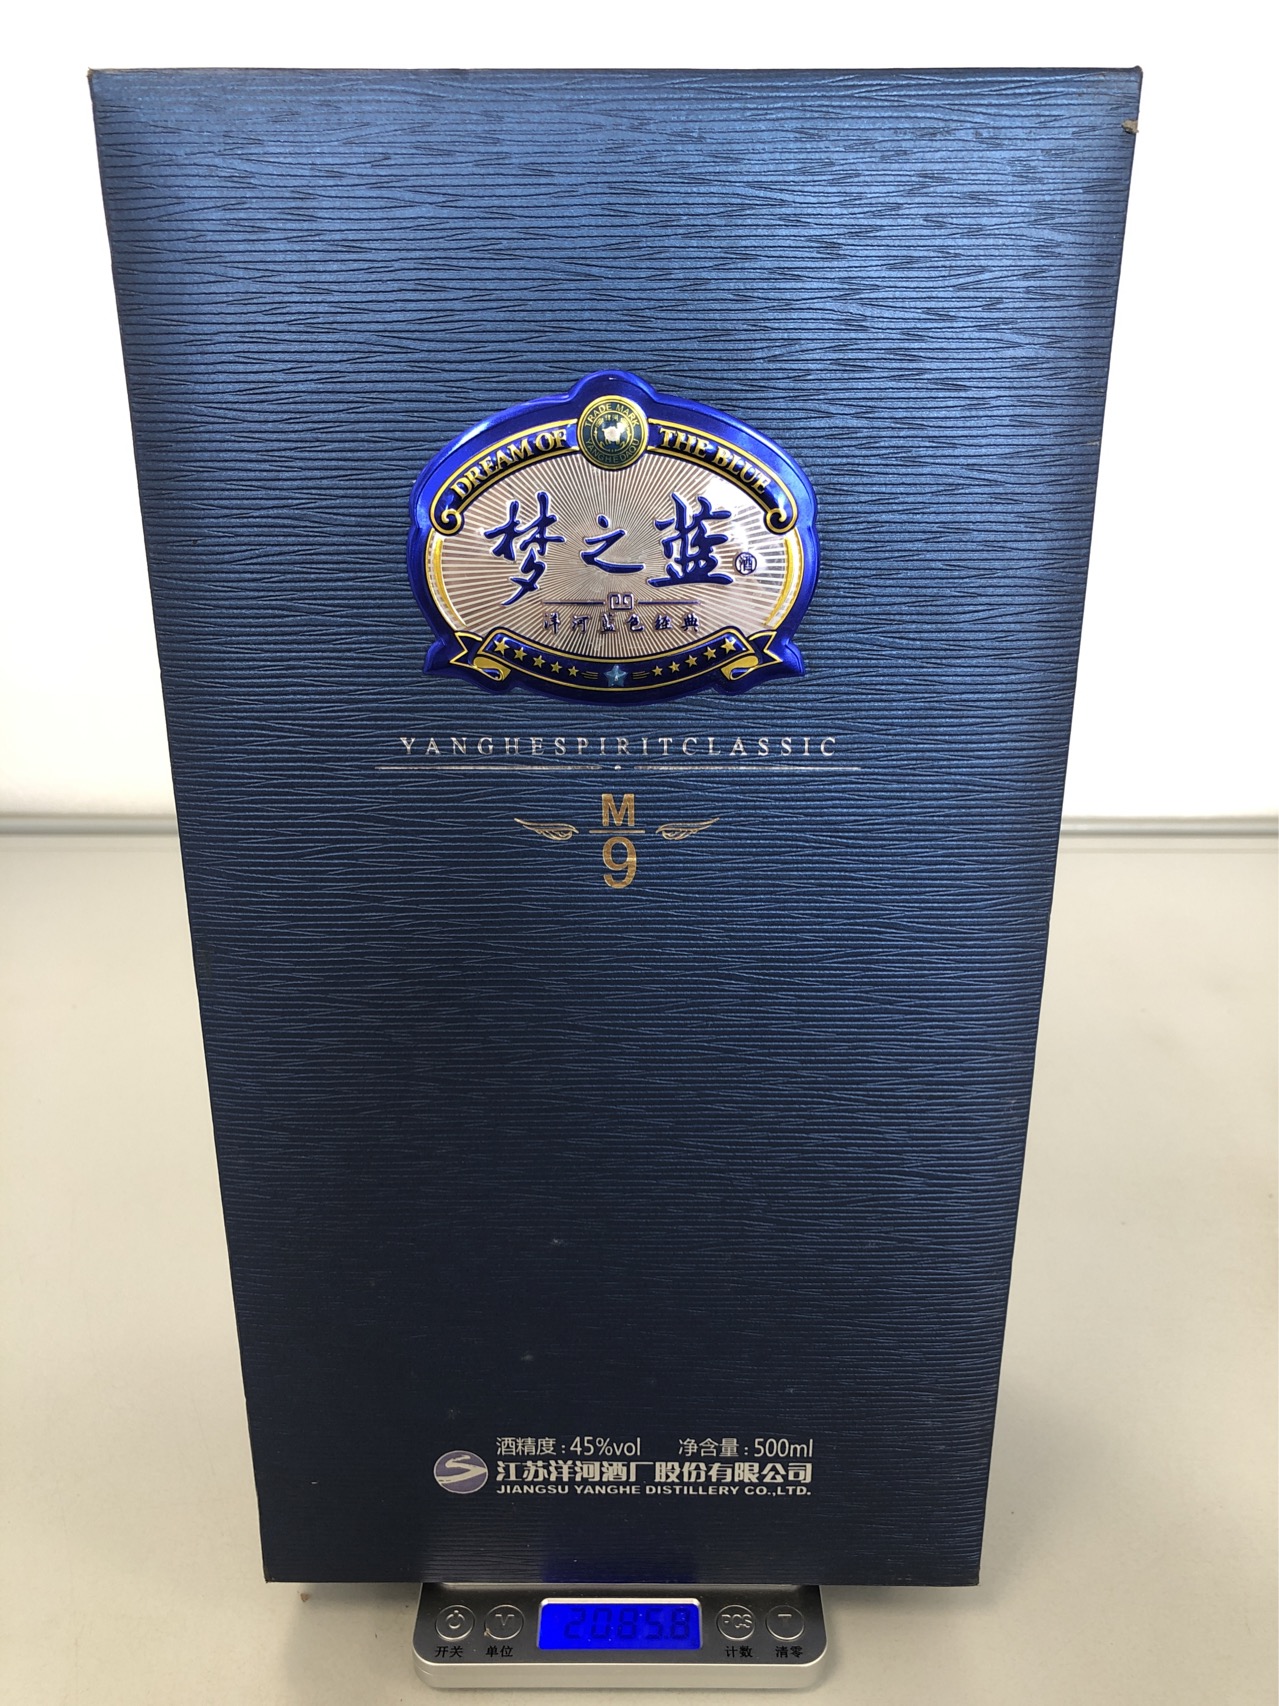 TRADE MARK
YANGHEDAQU
DREAM OF THE BLUE
梦之蓝 酒
洋河蓝色经典
YANGHESPIRITCLASSIC
M
9
酒精度：45%vol 净含量：500ml
江苏洋河酒厂股份有限公司
JIANGSU YANGHE DISTILLERY CO.,LTD.
2085.8
PCS T
开关 单位 计数 清零